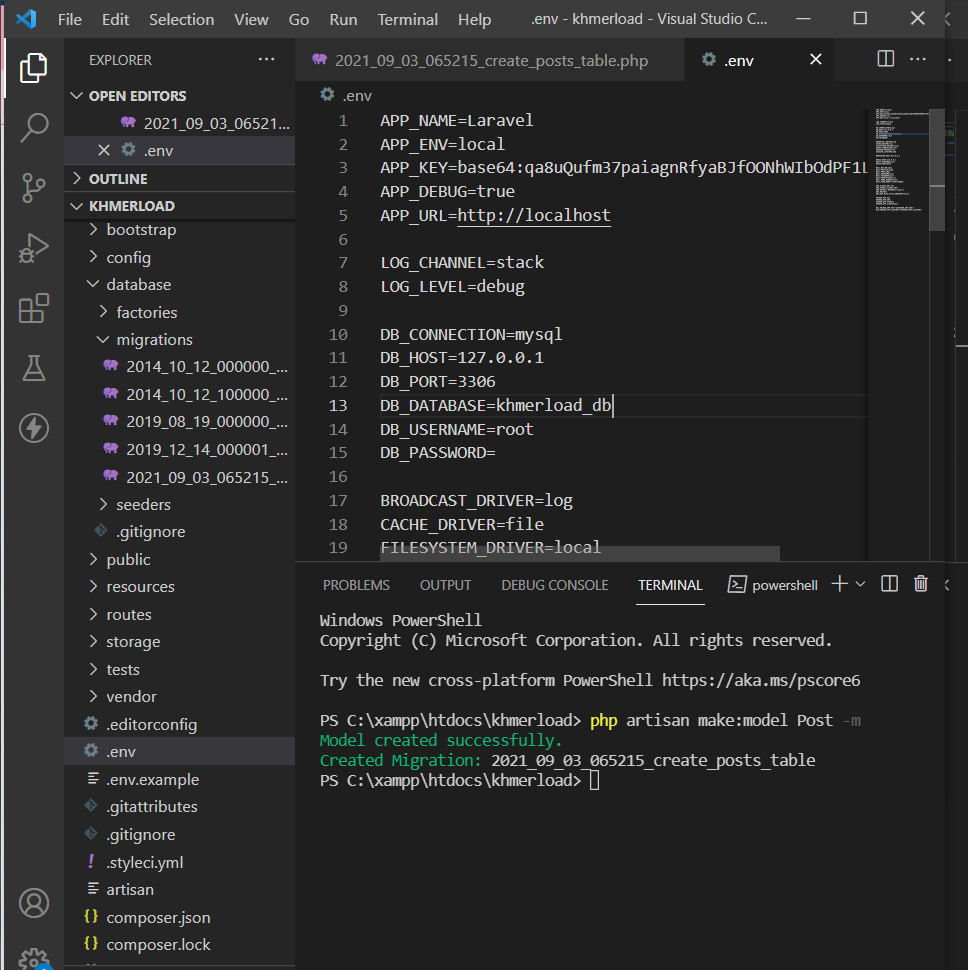 File Edit Selection View Go Run Terminal Help .env - khmerload - Visual Studio C...
EXPLORER
OPEN EDITORS
2021_09_03_06521...
.env
OUTLINE
KHMERLOAD
bootstrap
config
database
factories
migrations
2014_10_12_000000_...
2014_10_12_100000_...
2019_08_19_000000_...
2019_12_14_000001_...
2021_09_03_065215_...
seeders
.gitignore
public
resources
routes
storage
tests
vendor
.editorconfig
.env
.env.example
.gitattributes
.gitignore
.styleci.yml
artisan
composer.json
composer.lock
2021_09_03_065215_create_posts_table.php .env
.env
1 APP_NAME=Laravel
2 APP_ENV=local
3 APP_KEY=base64:qa8uQufm37paiagnRfyaBJfOONhWIbOdPF1L
4 APP_DEBUG=true
5 APP_URL=http://localhost
6
7 LOG_CHANNEL=stack
8 LOG_LEVEL=debug
9
10 DB_CONNECTION=mysql
11 DB_HOST=127.0.0.1
12 DB_PORT=3306
13 DB_DATABASE=khmerload_db
14 DB_USERNAME=root
15 DB_PASSWORD=
16
17 BROADCAST_DRIVER=log
18 CACHE_DRIVER=file
19 FILESYSTEM_DRIVER=local
PROBLEMS OUTPUT DEBUG CONSOLE TERMINAL powershell
Windows PowerShell
Copyright (C) Microsoft Corporation. All rights reserved.
Try the new cross-platform PowerShell https://aka.ms/pscore6
PS C:\xampp\htdocs\khmerload> php artisan make:model Post -m
Model created successfully.
Created Migration: 2021_09_03_065215_create_posts_table
PS C:\xampp\htdocs\khmerload>